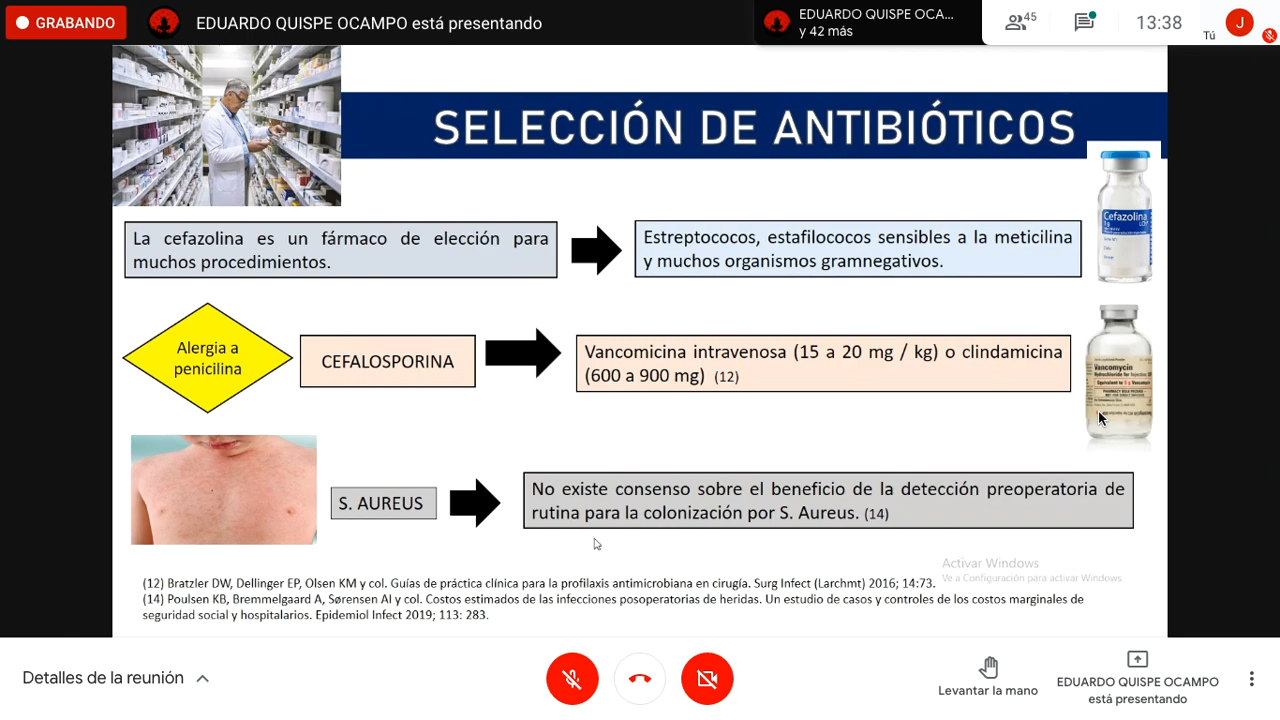 GRABANDO
EDUARDO QUISPE OCAMPO está presentando
EDUARDO QUISPE OCA...
y 42 más
45
13:38
Tú
J
SELECCIÓN DE ANTIBIÓTICOS
La cefazolina es un fármaco de elección para
muchos procedimientos.
Estreptococos, estafilococos sensibles a la meticilina
y muchos organismos gramnegativos.
Cefazolina
Alergia a
penicilina
CEFALOSPORINA
Vancomicina intravenosa (15 a 20 mg / kg) o clindamicina
(600 a 900 mg) (12)
Vancomycin
Hydrochloride for Injection
S. AUREUS
No existe consenso sobre el beneficio de la detección preoperatoria de
rutina para la colonización por S. Aureus. (14)
Activar Windows
Ve a Configuración para activar Windows.
(12) Bratzler DW, Dellinger EP, Olsen KM y col. Guías de práctica clínica para la profilaxis antimicrobiana en cirugía. Surg Infect (Larchmt) 2016; 14:73.
(14) Poulsen KB, Bremmelgaard A, Sørensen AI y col. Costos estimados de las infecciones posoperatorias de heridas. Un estudio de casos y controles de los costos marginales de
seguridad social y hospitalarios. Epidemiol Infect 2019; 113: 283.
Detalles de la reunión
Levantar la mano
EDUARDO QUISPE OCAMPO
está presentando